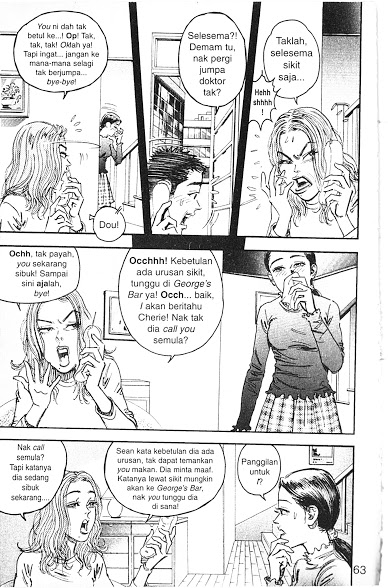 You ni dah tak
betul ke...! Op! Tak,
tak, tak! Oklah ya!
Tapi ingat... jangan ke
mana-mana selagi
tak berjumpa...
bye-bye!
Dou!
Selesema?!
Demam tu,
nak pergi
jumpa
doktor
tak?
Taklah,
selesema
sikit
saja...
Hehh
shhhh
!
Ochh, tak payah,
you sekarang
sibuk! Sampai
sini ajalah,
bye!
Occhhh! Kebetulan
ada urusan sikit,
tunggu di George's
Bar ya! Occh... baik,
I akan beritahu
Cherie! Nak tak
dia call you
semula?
Nak call
semula?
Tapi katanya
dia sedang
sibuk
sekarang...
Sean kata kebetulan dia ada
urusan, tak dapat temankan
you makan. Dia minta maaf.
Katanya lewat sikit mungkin
akan ke George's Bar,
nak you tunggu dia
di sana!
Panggilan
untuk
I?
63